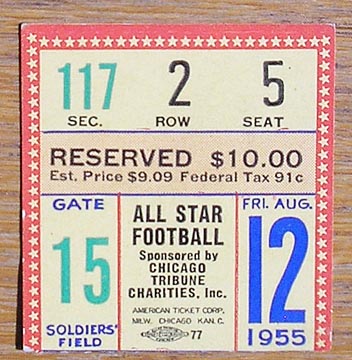 117 2 5
SEC. ROW SEAT
RESERVED $10.00
Est. Price $9.09 Federal Tax 91c
GATE
15
SOLDIERS'
FIELD
ALL STAR
FOOTBALL
Sponsored by
CHICAGO
TRIBUNE
CHARITIES, Inc.
AMERICAN TICKET CORP.
MILW. CHICAGO KAN. C.
77
FRI. AUG.
12
1955